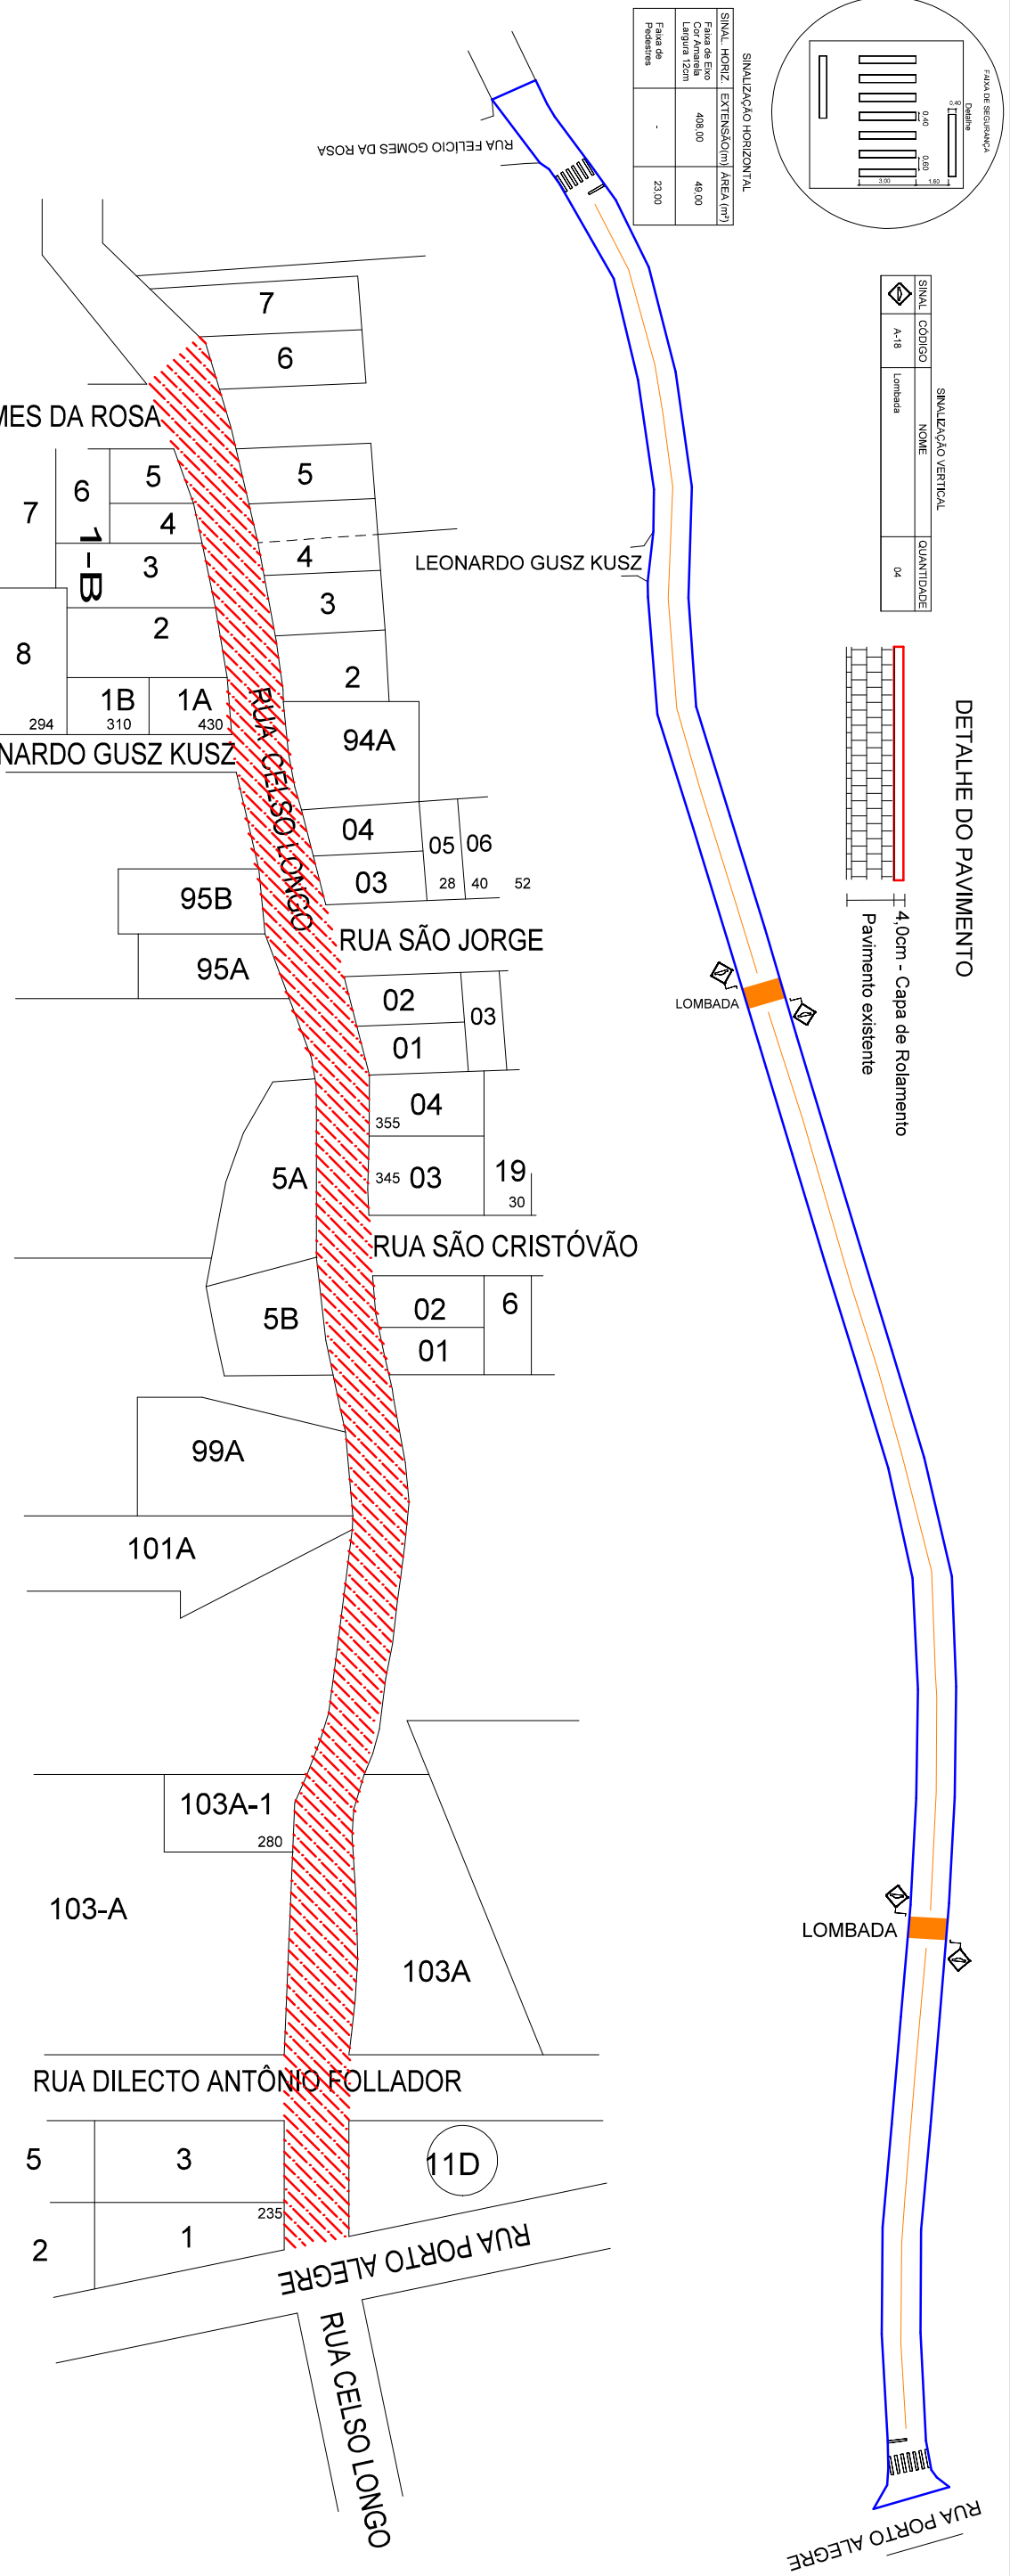 FAIXA DE SEGURANÇA
Detalhe
0,40
0,40
0,60
3,00
1,60
SINALIZAÇÃO HORIZONTAL
SINAL. HORIZ. EXTENSÃO(m) ÁREA (m²)
Faixa de Eixo
Cor Amarela
Largura 12cm
408,00 49,00
Faixa de
Pedestres
- 23,00
SINALIZAÇÃO VERTICAL
SINAL CÓDIGO NOME QUANTIDADE
A-18 Lombada 04
DETALHE DO PAVIMENTO
4,0cm - Capa de Rolamento
Pavimento existente
RUA FELÍCIO GOMES DA ROSA
LEONARDO GUSZ KUSZ
LOMBADA
LOMBADA
RUA PORTO ALEGRE
7
6
MES DA ROSA
5
5
6
7
4
4
1-B
3
3
2
8
2
1B
1A
294
310
430
94A
NARDO GUSZ KUSZ
RUA CELSO LONGO
04
05
06
03
28
40
52
95B
RUA SÃO JORGE
95A
02
03
01
04
355
5A
345
03
19
30
RUA SÃO CRISTÓVÃO
5B
02
6
01
99A
101A
103A-1
280
103-A
103A
RUA DILECTO ANTÔNIO FOLLADOR
5
3
11D
235
2
1
RUA PORTO ALEGRE
RUA CELSO LONGO